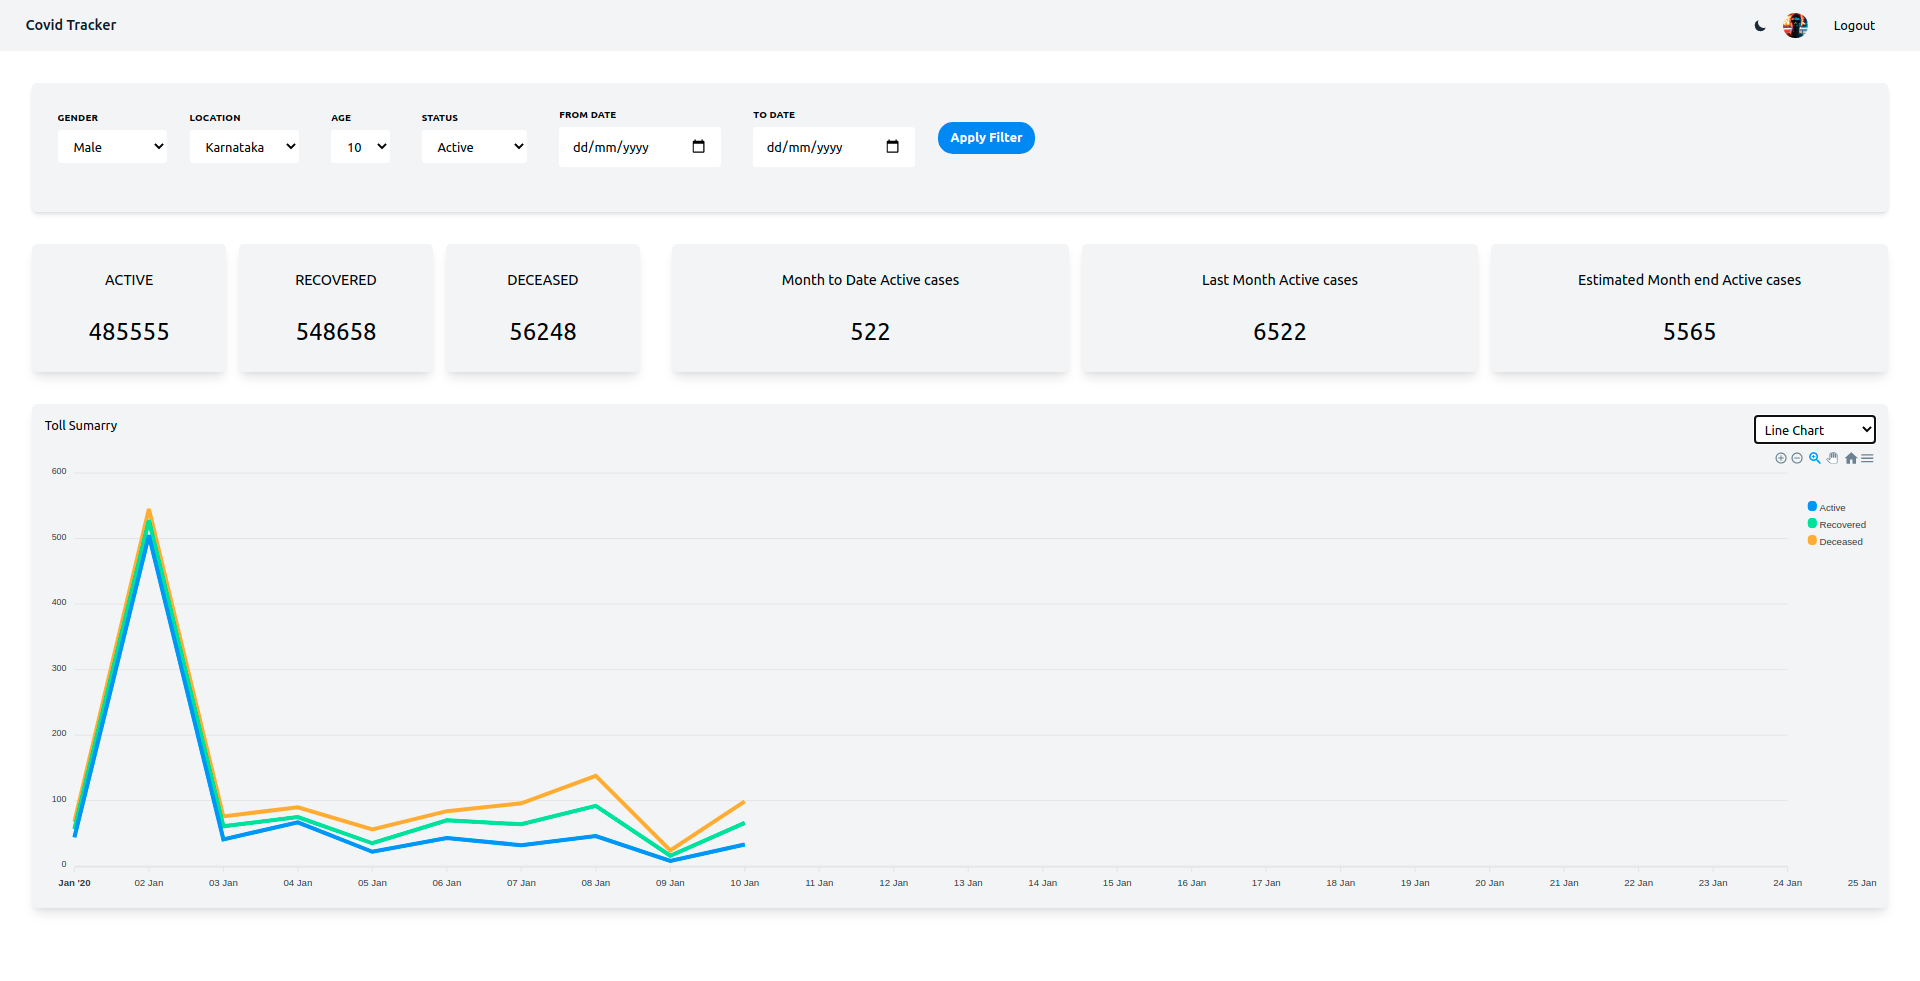 Covid Tracker
Logout
GENDER
LOCATION
AGE
STATUS
FROM DATE
TO DATE
Male
Karnataka
10
Active
dd/mm/yyyy
dd/mm/yyyy
Apply Filter
ACTIVE
RECOVERED
DECEASED
Month to Date Active cases
Last Month Active cases
Estimated Month end Active cases
485555
548658
56248
522
6522
5565
Toll Sumarry
Line Chart
600
500
400
300
200
100
0
Active
Recovered
Deceased
Jan '20
02 Jan
03 Jan
04 Jan
05 Jan
06 Jan
07 Jan
08 Jan
09 Jan
10 Jan
11 Jan
12 Jan
13 Jan
14 Jan
15 Jan
16 Jan
17 Jan
18 Jan
19 Jan
20 Jan
21 Jan
22 Jan
23 Jan
24 Jan
25 Jan